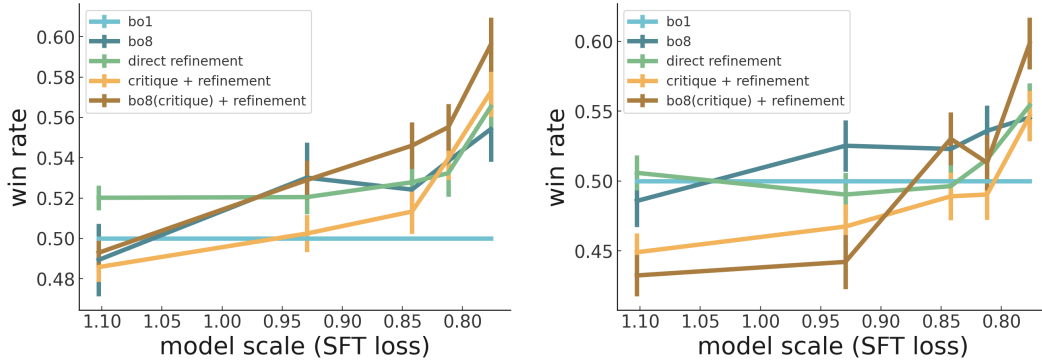 bo1
bo8
direct refinement
critique + refinement
bo8(critique) + refinement
win rate
0.60
0.58
0.56
0.54
0.52
0.50
0.48
1.10
1.05
1.00
0.95
0.90
0.85
0.80
model scale (SFT loss)
bo1
bo8
direct refinement
critique + refinement
bo8(critique) + refinement
win rate
0.60
0.55
0.50
0.45
1.10
1.05
1.00
0.95
0.90
0.85
0.80
model scale (SFT loss)